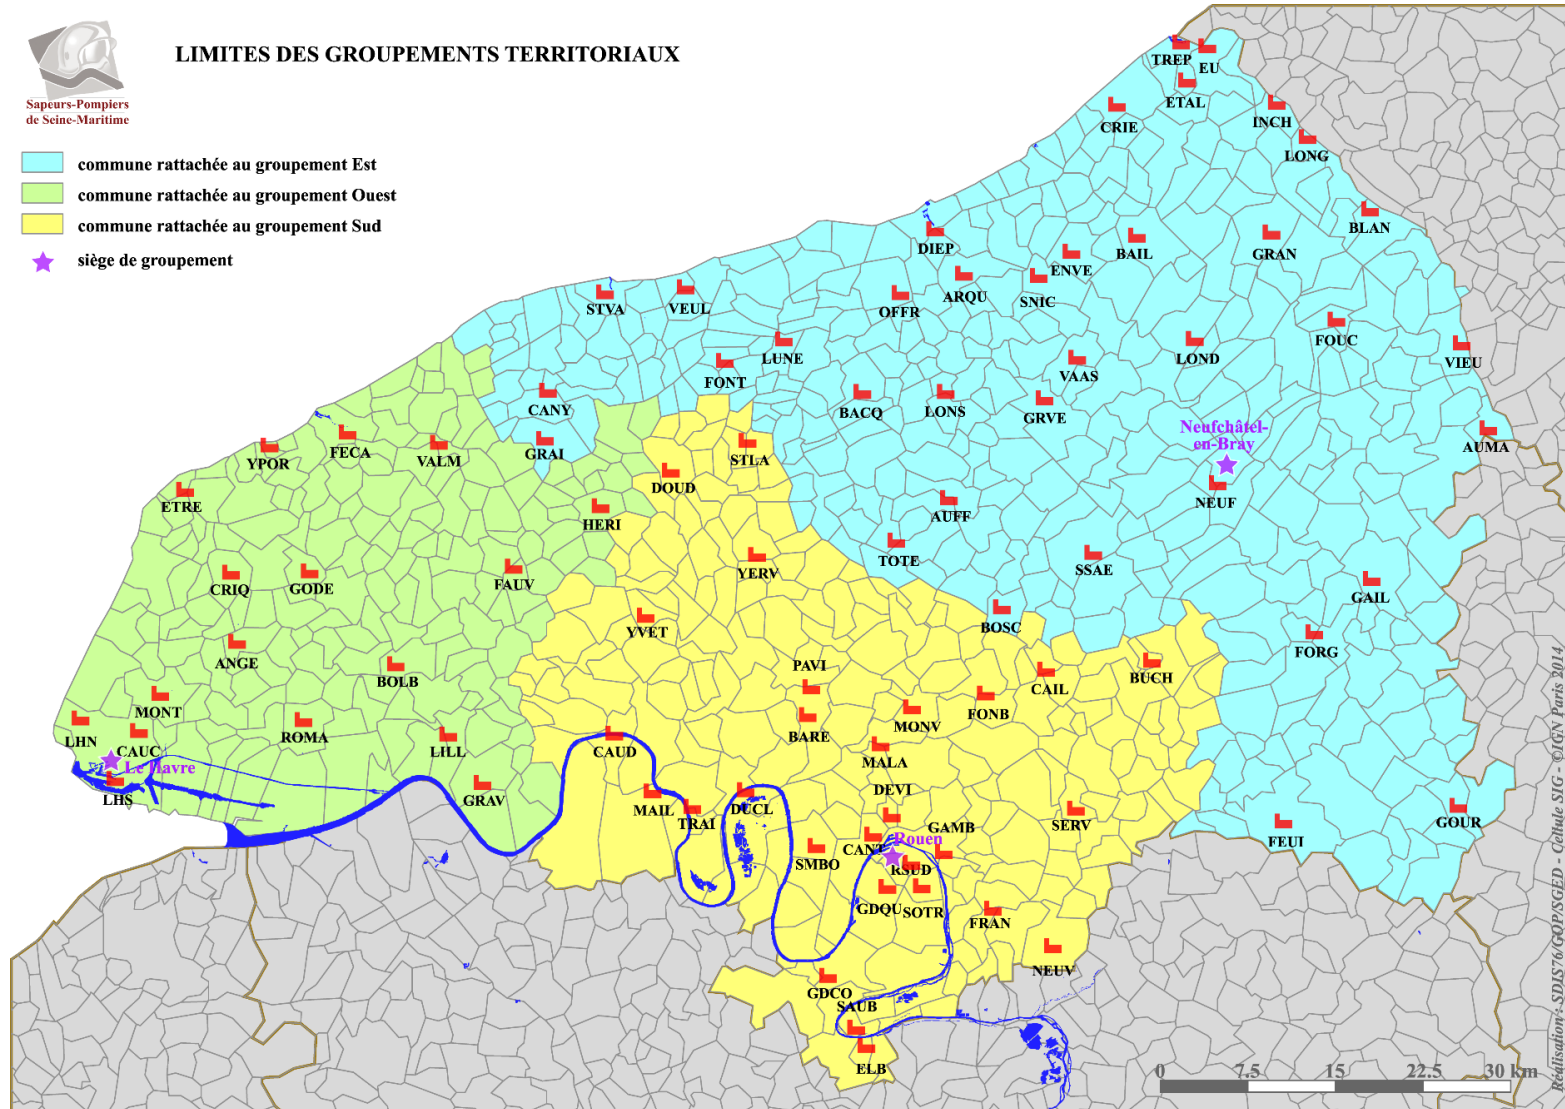 LIMITES DES GROUPEMENTS TERRITORIAUX
Sapeurs-Pompiers
de Seine-Maritime
commune rattachée au groupement Est
commune rattachée au groupement Ouest
commune rattachée au groupement Sud
siège de groupement
TREP
EU
ETAL
CRIE
INCH
LONG
BLAN
DIEP
BAIL
GRAN
ENVE
ARQU
SNIC
OFFR
STVA
VEUL
LUNE
FOUC
LOND
VIEU
FONT
VAAS
CANY
BACQ
LONS
GRVE
Neufchâtel-
en-Bray
AUMA
YPOR
FECA
VALM
GRAI
STLA
DOUD
NEUF
ETRE
HERI
AUFF
TOTE
YERV
SSAE
CRIQ
GODE
FAUV
GAIL
YVET
BOSC
FORG
ANGE
BOLB
PAVI
CAIL
BUCH
MONT
MONV
FONB
LHN
CAUC
ROMA
LILL
BARE
CAUD
MALA
Le Havre
LHS
GRAV
MAIL
TRAI
DUCL
DEVI
GAMB
SERV
GOUR
FEUI
CANT
Rouen
SMBO
RSUD
GDQU
SOTR
FRAN
NEUV
GDCO
SAUB
ELB
0 7.5 15 22.5 30 km
Réalisation : SDIS76/GOP/SGED - Cellule SIG ©IGN Paris 2014